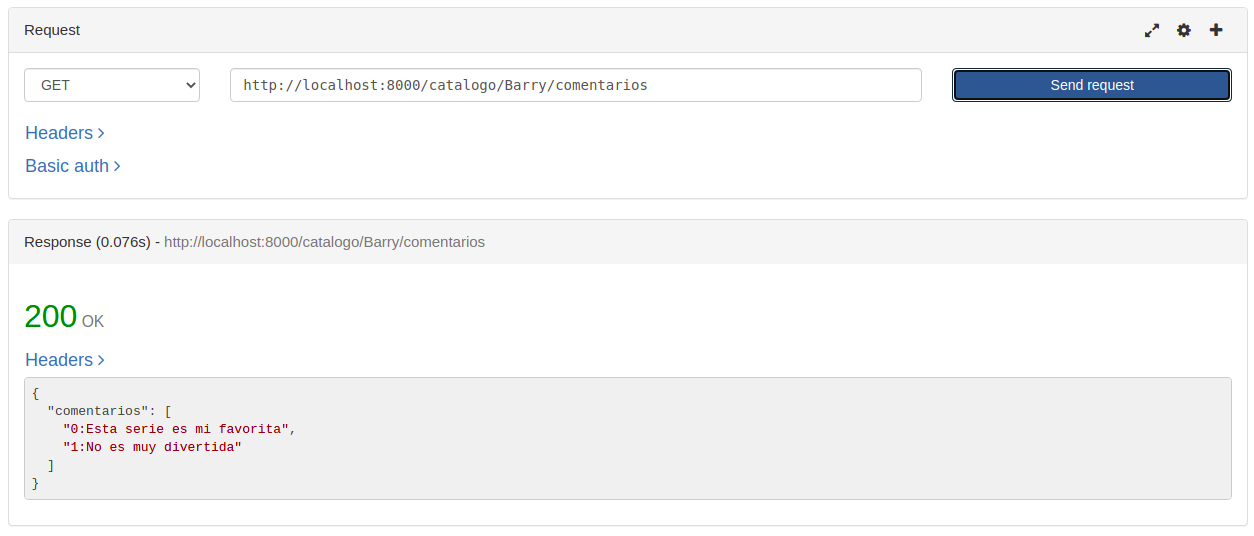 Request
GET
http://localhost:8000/catalogo/Barry/comentarios
Send request
Headers
Basic auth
Response (0.076s) - http://localhost:8000/catalogo/Barry/comentarios
200 OK
Headers
{
"comentarios": [
"0:Esta serie es mi favorita",
"1:No es muy divertida"
]
}